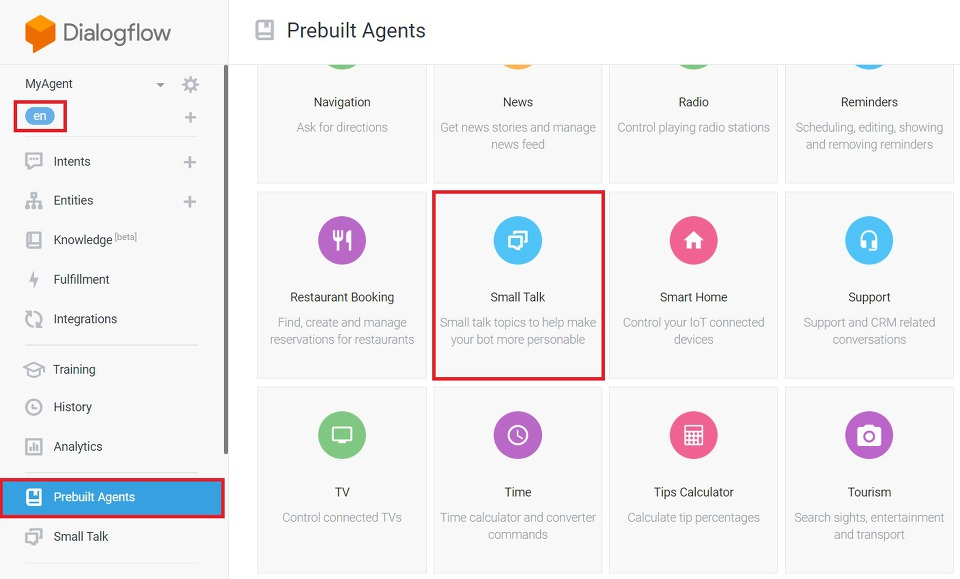 Dialogflow
Prebuilt Agents
MyAgent
en
Intents
Entities
Knowledge [beta]
Fulfillment
Integrations
Training
History
Analytics
Prebuilt Agents
Small Talk
Navigation
Ask for directions
News
Get news stories and manage
news feed
Radio
Control playing radio stations
Reminders
Scheduling, editing, showing
and removing reminders
Restaurant Booking
Find, create and manage
reservations for restaurants
Small Talk
Small talk topics to help make
your bot more personable
Smart Home
Control your IoT connected
devices
Support
Support and CRM related
conversations
TV
Control connected TVs
Time
Time calculator and converter
commands
Tips Calculator
Calculate tip percentages
Tourism
Search sights, entertainment
and transport